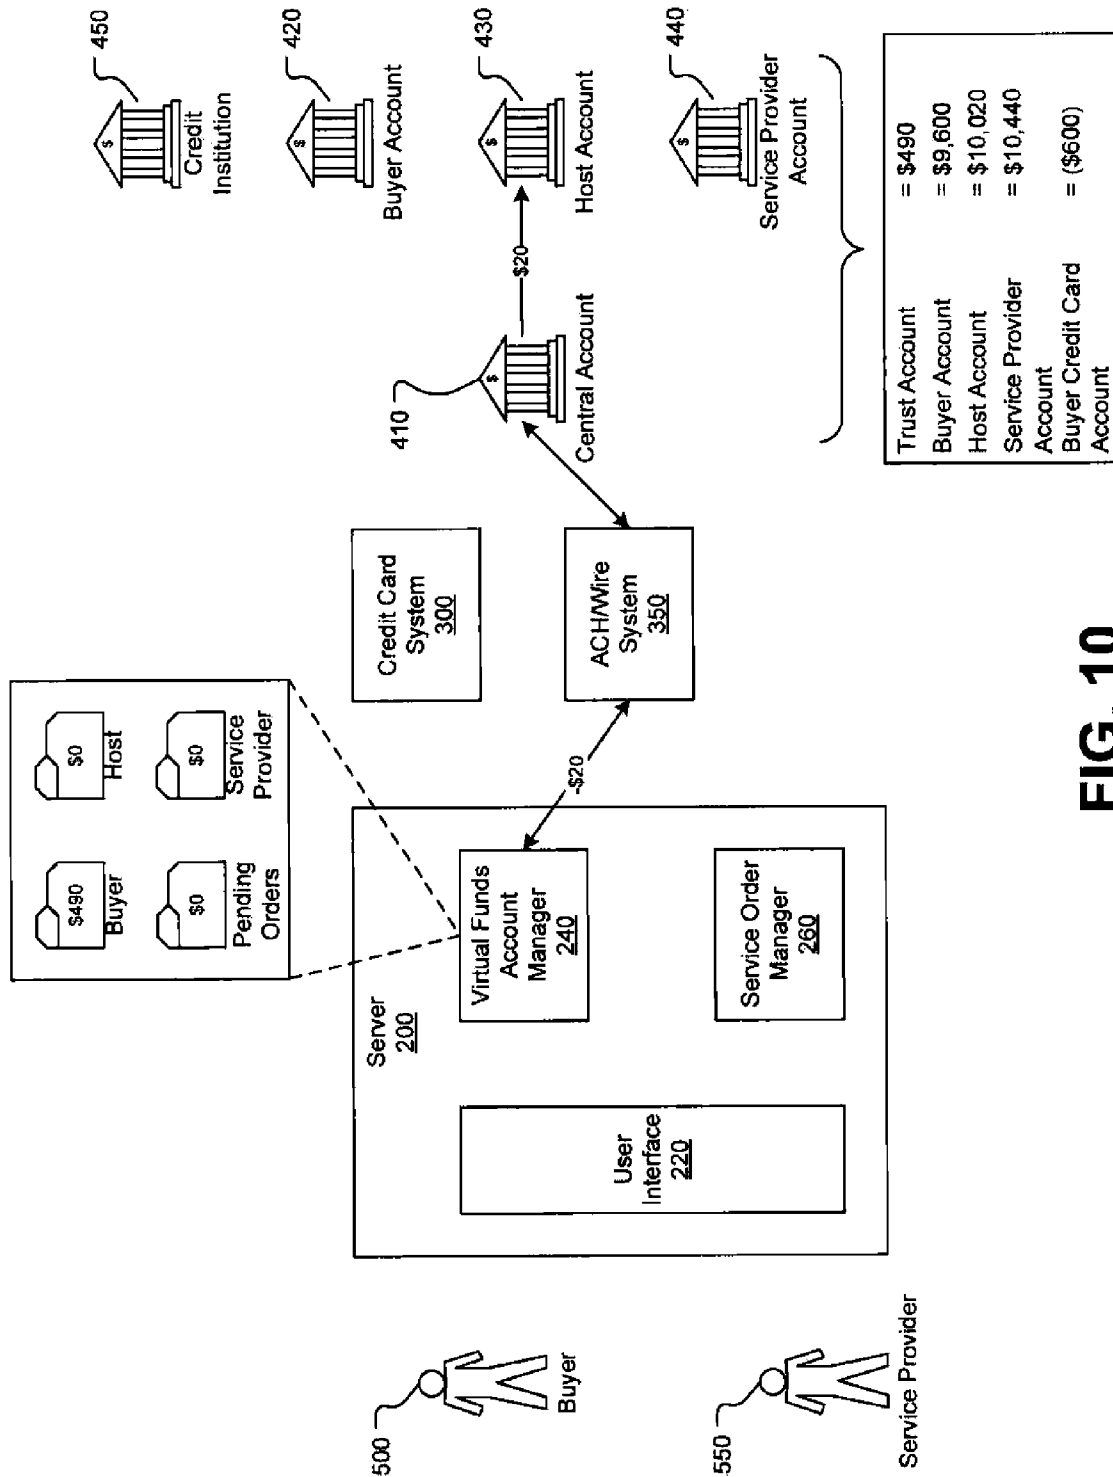 $490
Buyer
$0
Host
$0
Pending
Orders
$0
Service
Provider
500
Buyer
550
Service Provider
Server
200
User
Interface
220
Virtual Funds
Account
Manager
240
Service Order
Manager
260
-$20
Credit Card
System
300
ACH/Wire
System
350
410
$
Central Account
$20
450
$
Credit
Institution
420
$
Buyer Account
430
$
Host Account
440
$
Service Provider
Account
Trust Account = $490
Buyer Account = $9,600
Host Account = $10,020
Service Provider = $10,440
Account
Buyer Credit Card = ($600)
Account
FIG. 10